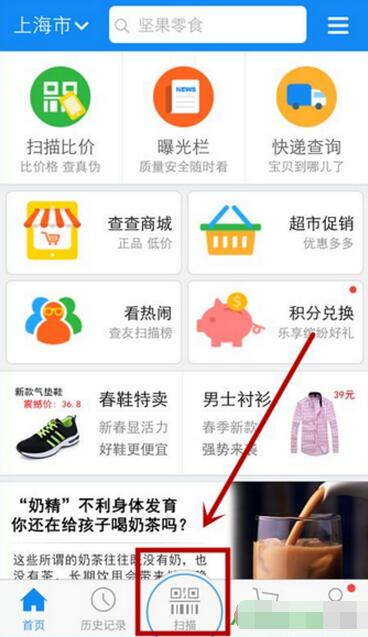 上海市
坚果零食
NEWS
扫描比价
曝光栏
快递查询
比价格 查真伪
质量安全随时看
宝贝到哪儿了
查查商城
正品 低价
超市促销
优惠多多
看热闹
查友扫描榜
积分兑换
乐享缤纷好礼
新款气垫鞋
震撼价：36.8
春鞋特卖
新春显活力
好鞋更便宜
男士衬衫
春季新款
强势来袭
39元
“奶精”不利身体发育
你还在给孩子喝奶茶吗？
这些所谓的奶茶往往既没有奶，也
没有茶。长期饮用会带来
首页
历史记录
扫描